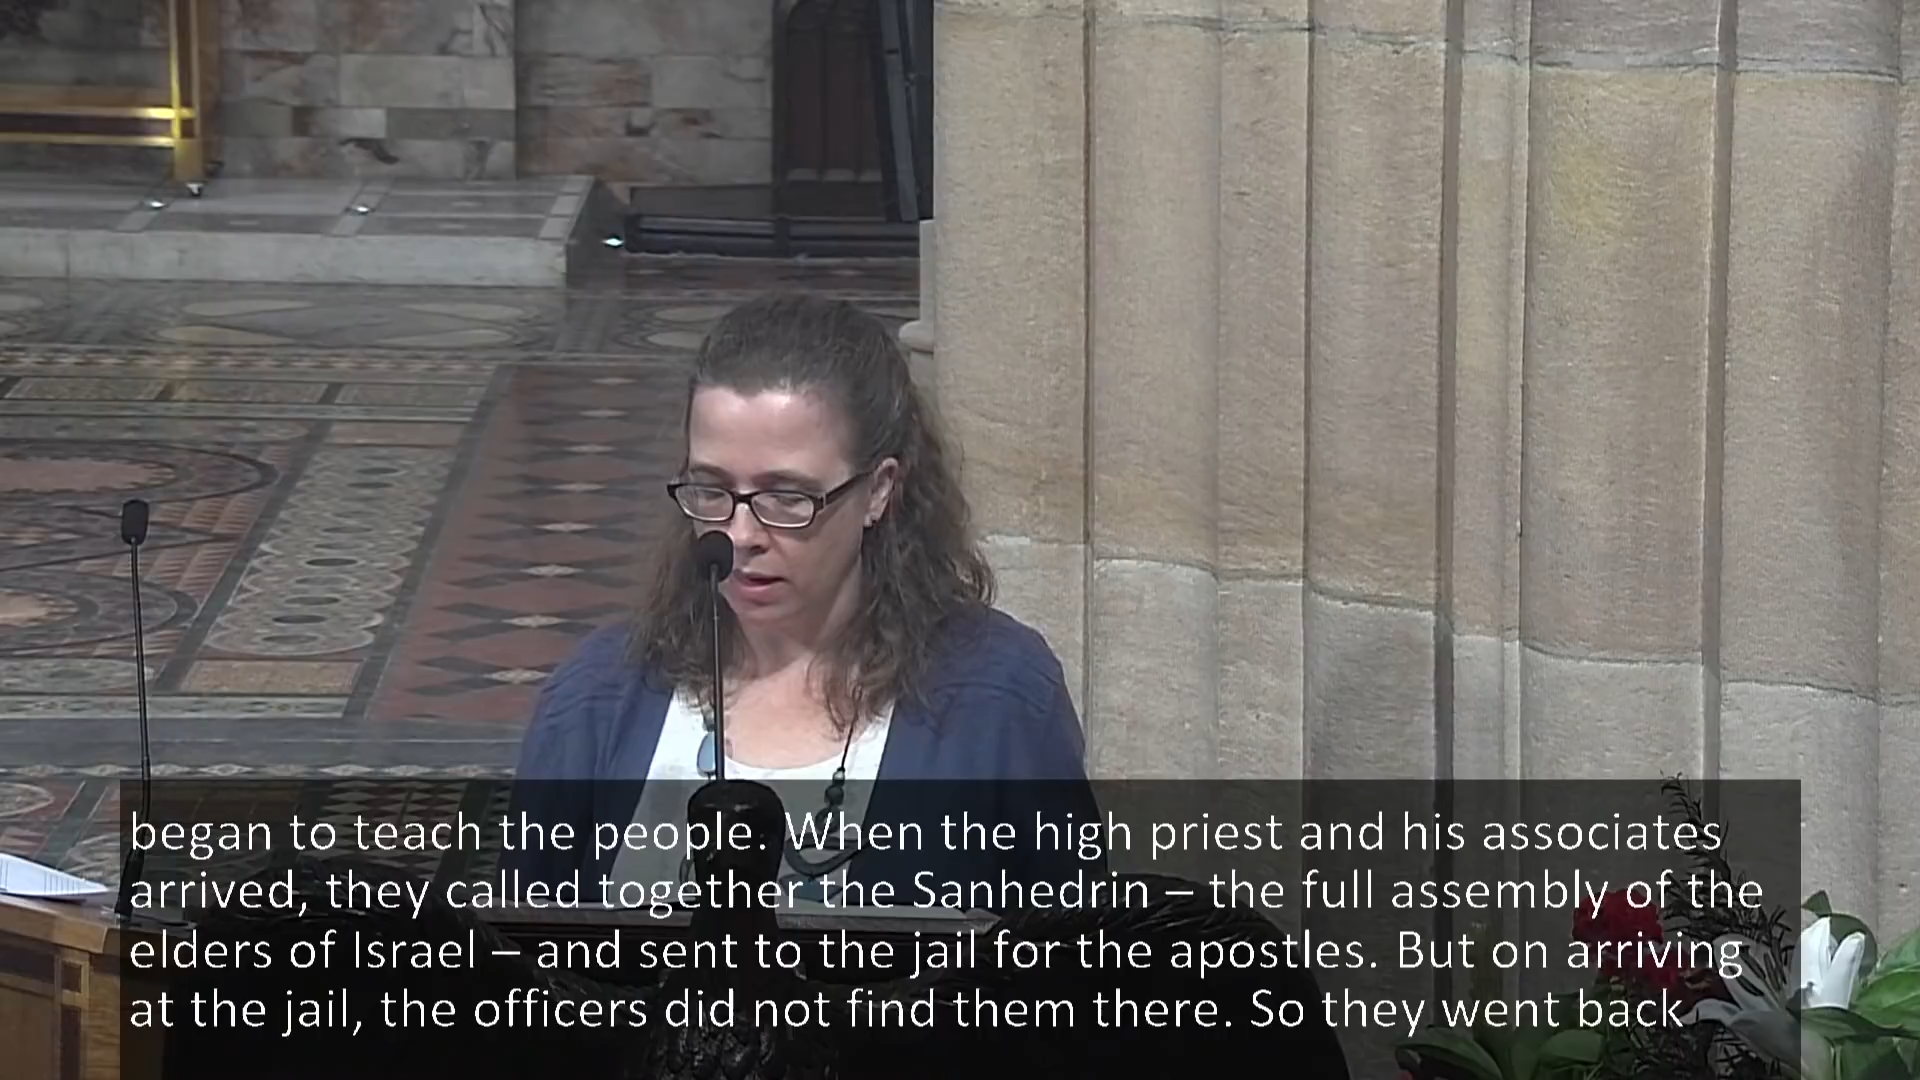 began to teach the people. When the high priest and his associates
arrived, they called together the Sanhedrin – the full assembly of the
elders of Israel – and sent to the jail for the apostles. But on arriving
at the jail, the officers did not find them there. So they went back